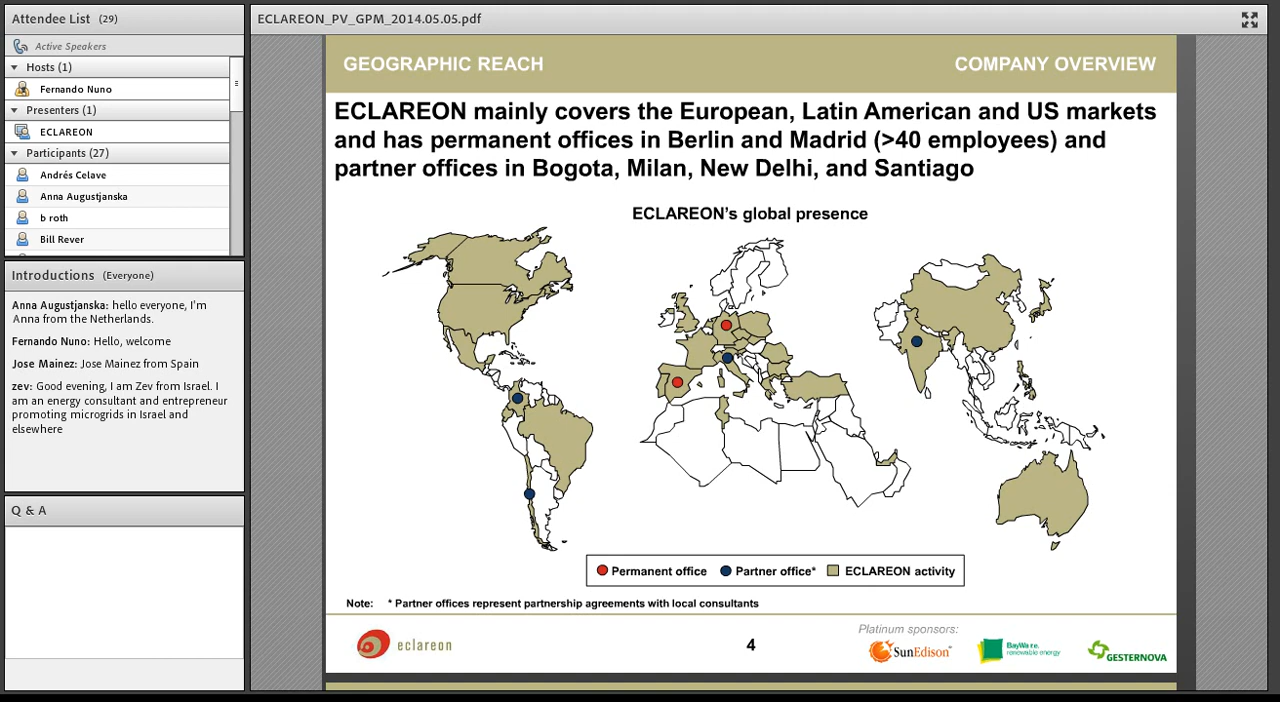 Attendee List (29)
Active Speakers
Hosts (1)
Fernando Nuno
Presenters (1)
ECLAREON
Participants (27)
Andrés Celave
Anna Augustjanska
b roth
Bill Rever
Introductions (Everyone)
Anna Augustjanska: hello everyone, I'm
Anna from the Netherlands.
Fernando Nuno: Hello, welcome
Jose Mainez: Jose Mainez from Spain
zev: Good evening, I am Zev from Israel. I
am an energy consultant and entrepreneur
promoting microgrids in Israel and
elsewhere
Q & A
ECLAREON_PV_GPM_2014.05.05.pdf
GEOGRAPHIC REACH
COMPANY OVERVIEW
ECLAREON mainly covers the European, Latin American and US markets
and has permanent offices in Berlin and Madrid (>40 employees) and
partner offices in Bogota, Milan, New Delhi, and Santiago
ECLAREON's global presence
Permanent office
Partner office*
ECLAREON activity
Note: * Partner offices represent partnership agreements with local consultants
eclareon
4
Platinum sponsors:
SunEdison
BayWa r.e.
renewable energy
GESTERNOVA